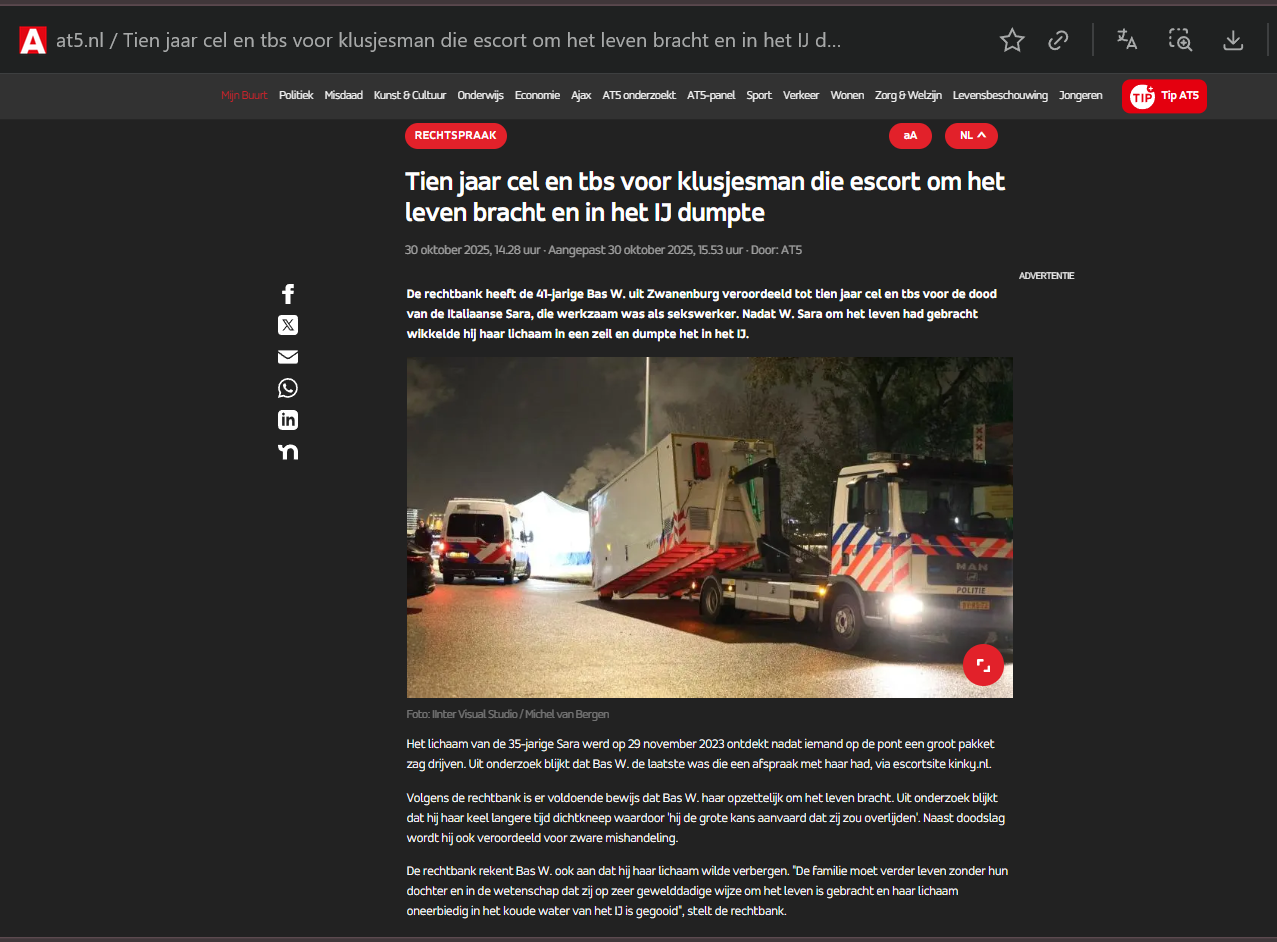 at5.nl / Tien jaar cel en tbs voor klusjesman die escort om het leven bracht en in het IJ d...
Mijn Buurt Politiek Misdaad Kunst & Cultuur Onderwijs Economie Ajax AT5 onderzoekt AT5-panel Sport Verkeer Wonen Zorg & Welzijn Levensbeschouwing Jongeren TIP Tip AT5
RECHTSPRAAK aA NL
Tien jaar cel en tbs voor klusjesman die escort om het
leven bracht en in het IJ dumpte
30 oktober 2025, 14.28 uur · Aangepast 30 oktober 2025, 15.53 uur · Door: AT5
ADVERTENTIE
De rechtbank heeft de 41-jarige Bas W. uit Zwanenburg veroordeeld tot tien jaar cel en tbs voor de dood
van de Italiaanse Sara, die werkzaam was als sekswerker. Nadat W. Sara om het leven had gebracht
wikkelde hij haar lichaam in een zeil en dumpte het in het IJ.
MAN
POLITIE
Foto: IInter Visual Studio / Michel van Bergen
Het lichaam van de 35-jarige Sara werd op 29 november 2023 ontdekt nadat iemand op de pont een groot pakket
zag drijven. Uit onderzoek blijkt dat Bas W. de laatste was die een afspraak met haar had, via escortsite kinky.nl.
Volgens de rechtbank is er voldoende bewijs dat Bas W. haar opzettelijk om het leven bracht. Uit onderzoek blijkt
dat hij haar keel langere tijd dichtkneep waardoor 'hij de grote kans aanvaard dat zij zou overlijden'. Naast doodslag
wordt hij ook veroordeeld voor zware mishandeling.
De rechtbank rekent Bas W. ook aan dat hij haar lichaam wilde verbergen. "De familie moet verder leven zonder hun
dochter en in de wetenschap dat zij op zeer gewelddadige wijze om het leven is gebracht en haar lichaam
oneerbiedig in het koude water van het IJ is gegooid", stelt de rechtbank.